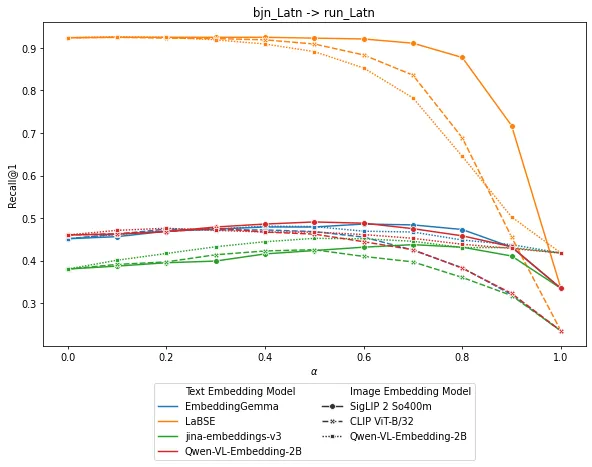 bjn_Latn -> run_Latn
Recall@1
0.9
0.8
0.7
0.6
0.5
0.4
0.3
0.0 0.2 0.4 0.6 0.8 1.0
α
Text Embedding Model
EmbeddingGemma
LaBSE
jina-embeddings-v3
Qwen-VL-Embedding-2B
Image Embedding Model
SigLIP 2 So400m
CLIP ViT-B/32
Qwen-VL-Embedding-2B